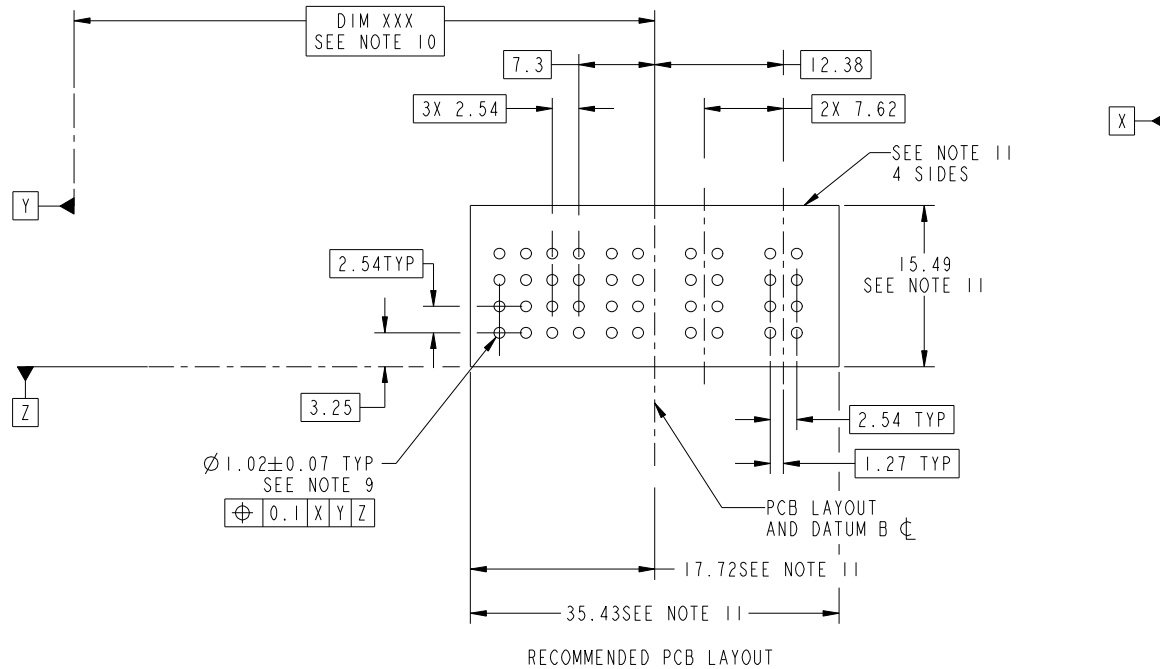 DIM XXX
SEE NOTE 10
7.3
12.38
3X 2.54
2X 7.62
X
SEE NOTE 11
4 SIDES
Y
2.54TYP
15.49
SEE NOTE 11
Z
3.25
2.54 TYP
Ø1.02±0.07 TYP
SEE NOTE 9
1.27 TYP
⌖ 0.1 X Y Z
PCB LAYOUT
AND DATUM B ℄
17.72SEE NOTE 11
35.43SEE NOTE 11
RECOMMENDED PCB LAYOUT